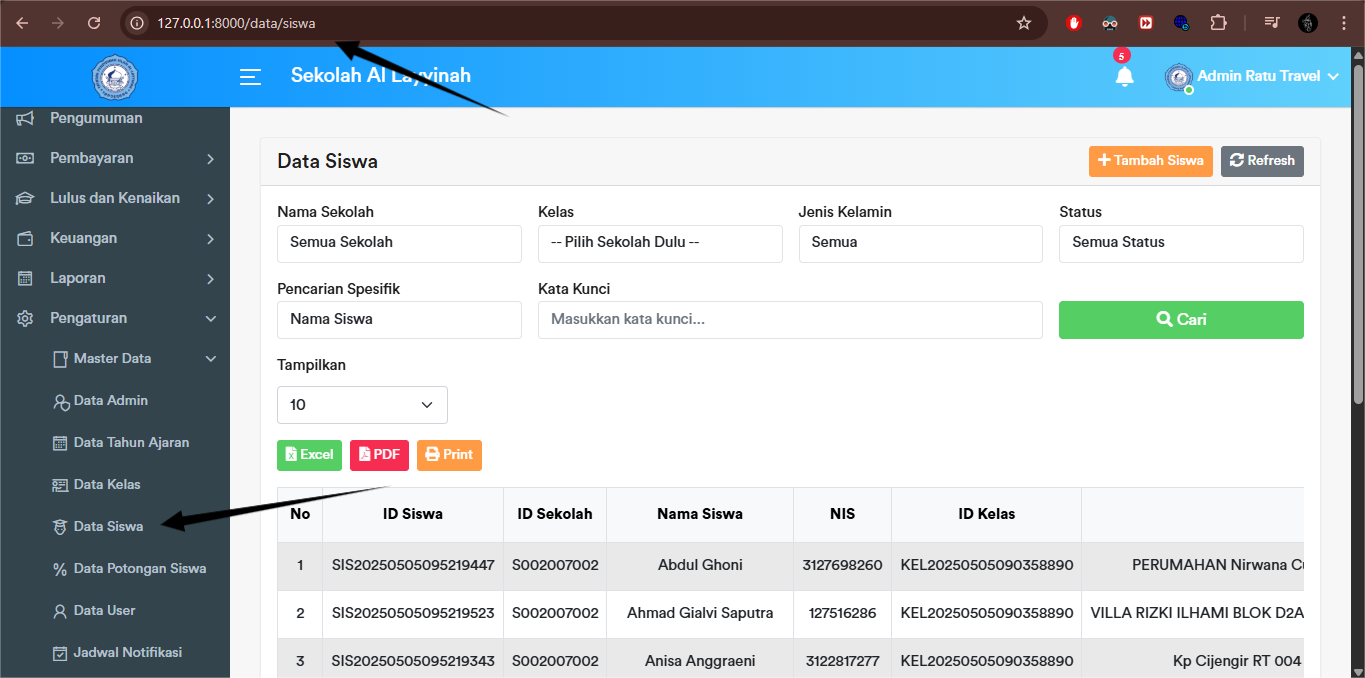 127.0.0.1:8000/data/siswa
Sekolah Al Layyinah
5
Admin Ratu Travel
Pengumuman
Pembayaran
Lulus dan Kenaikan
Keuangan
Laporan
Pengaturan
Master Data
Data Admin
Data Tahun Ajaran
Data Kelas
Data Siswa
Data Potongan Siswa
Data User
Jadwal Notifikasi
Data Siswa
Tambah Siswa
Refresh
Nama Sekolah Kelas Jenis Kelamin Status
Semua Sekolah -- Pilih Sekolah Dulu -- Semua Semua Status
Pencarian Spesifik Kata Kunci
Nama Siswa Masukkan kata kunci... Cari
Tampilkan
10
Excel PDF Print
No ID Siswa ID Sekolah Nama Siswa NIS ID Kelas
1 SIS20250505095219447 S002007002 Abdul Ghoni 3127698260 KEL20250505090358890 PERUMAHAN Nirwana
2 SIS20250505095219523 S002007002 Ahmad Gialvi Saputra 127516286 KEL20250505090358890 VILLA RIZKI ILHAMI BLOK D2A
3 SIS20250505095219343 S002007002 Anisa Anggraeni 3122817277 KEL20250505090358890 Kp Cijengir RT 004